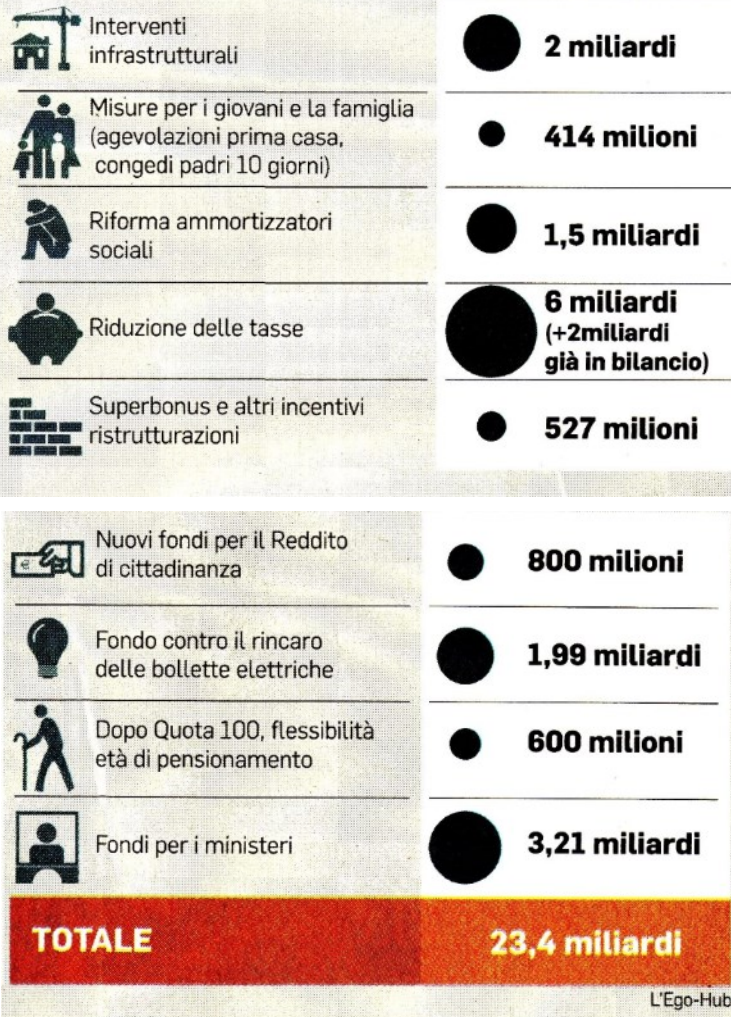 Interventi
infrastrutturali
2 miliardi
Misure per i giovani e la famiglia
(agevolazioni prima casa,
congedi padri 10 giorni)
414 milioni
Riforma ammortizzatori
sociali
1,5 miliardi
Riduzione delle tasse
6 miliardi
(+2miliardi
già in bilancio)
Superbonus e altri incentivi
ristrutturazioni
527 milioni
Nuovi fondi per il Reddito
di cittadinanza
800 milioni
Fondo contro il rincaro
delle bollette elettriche
1,99 miliardi
Dopo Quota 100, flessibilità
età di pensionamento
600 milioni
Fondi per i ministeri
3,21 miliardi
TOTALE
23,4 miliardi
L'Ego-Hub